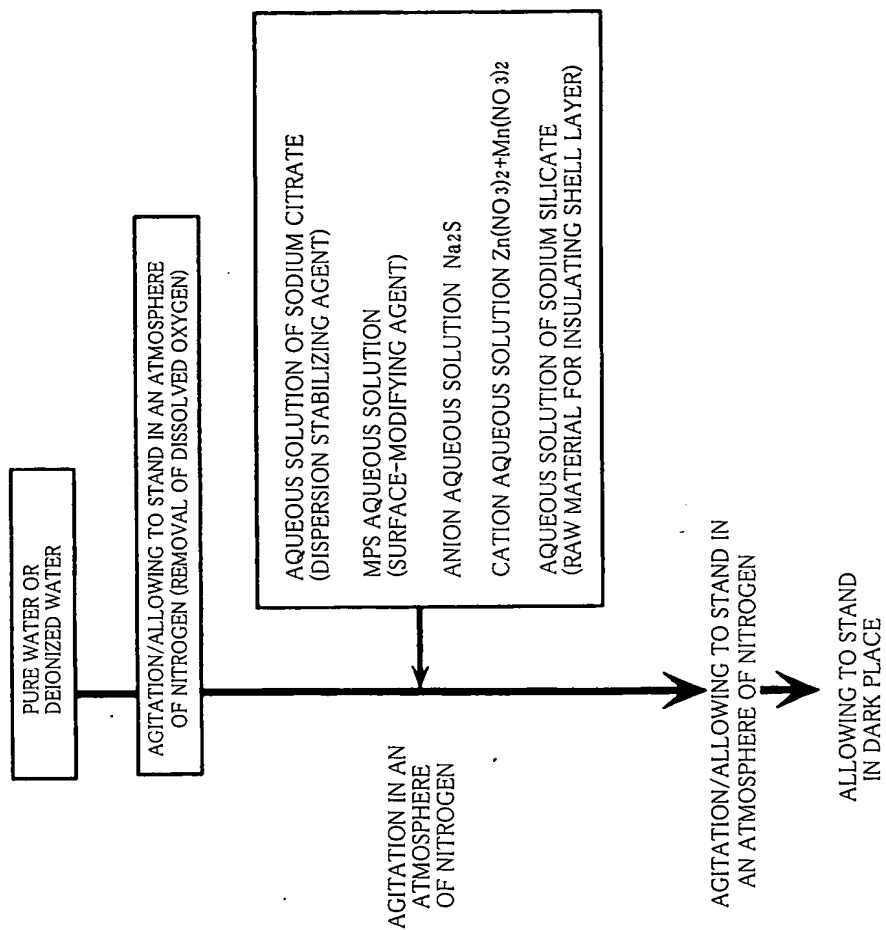 PURE WATER OR
DEIONIZED WATER
AGITATION/ALLOWING TO STAND IN AN ATMOSPHERE
OF NITROGEN (REMOVAL OF DISSOLVED OXYGEN)
AGITATION IN AN
ATMOSPHERE
OF NITROGEN
AQUEOUS SOLUTION OF SODIUM CITRATE
(DISPERSION STABILIZING AGENT)
MPS AQUEOUS SOLUTION
(SURFACE-MODIFYING AGENT)
ANION AQUEOUS SOLUTION Na2S
CATION AQUEOUS SOLUTION Zn(NO3)2+Mn(NO3)2
AQUEOUS SOLUTION OF SODIUM SILICATE
(RAW MATERIAL FOR INSULATING SHELL LAYER)
AGITATION/ALLOWING TO STAND IN
AN ATMOSPHERE OF NITROGEN
ALLOWING TO STAND
IN DARK PLACE